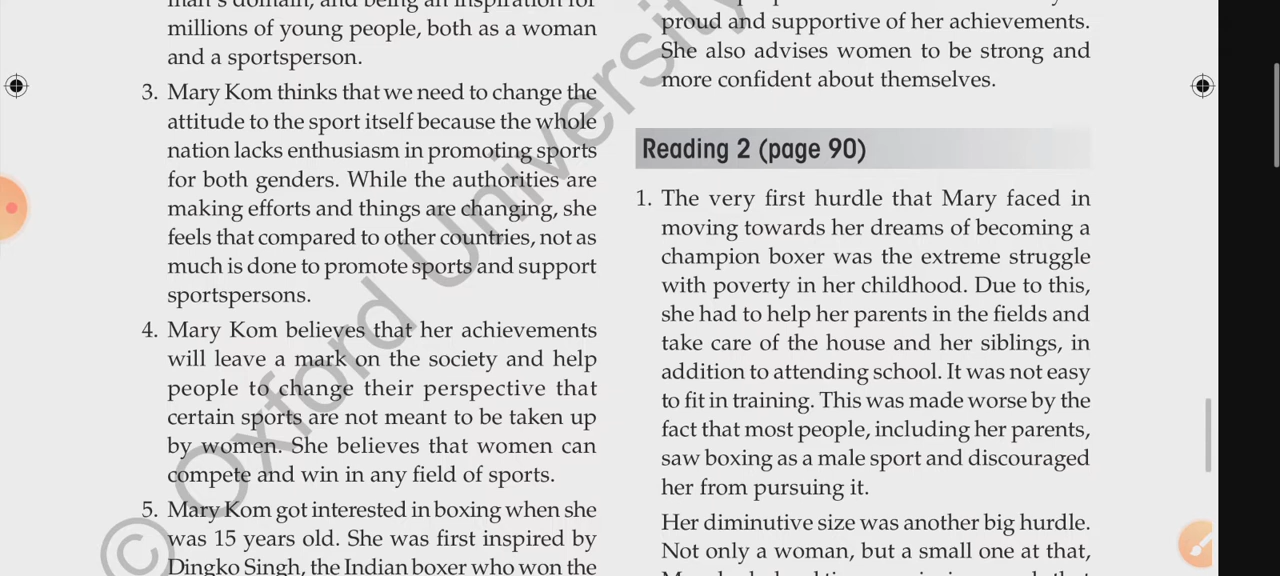 man's domain, and being an inspiration for
millions of young people, both as a woman
and a sportsperson.
3. Mary Kom thinks that we need to change the
attitude to the sport itself because the whole
nation lacks enthusiasm in promoting sports
for both genders. While the authorities are
making efforts and things are changing, she
feels that compared to other countries, not as
much is done to promote sports and support
sportspersons.
4. Mary Kom believes that her achievements
will leave a mark on the society and help
people to change their perspective that
certain sports are not meant to be taken up
by women. She believes that women can
compete and win in any field of sports.
5. Mary Kom got interested in boxing when she
was 15 years old. She was first inspired by
Dingko Singh, the Indian boxer who won the
proud and supportive of her achievements.
She also advises women to be strong and
more confident about themselves.
Reading 2 (page 90)
1. The very first hurdle that Mary faced in
moving towards her dreams of becoming a
champion boxer was the extreme struggle
with poverty in her childhood. Due to this,
she had to help her parents in the fields and
take care of the house and her siblings, in
addition to attending school. It was not easy
to fit in training. This was made worse by the
fact that most people, including her parents,
saw boxing as a male sport and discouraged
her from pursuing it.
Her diminutive size was another big hurdle.
Not only a woman, but a small one at that,
© Oxford University